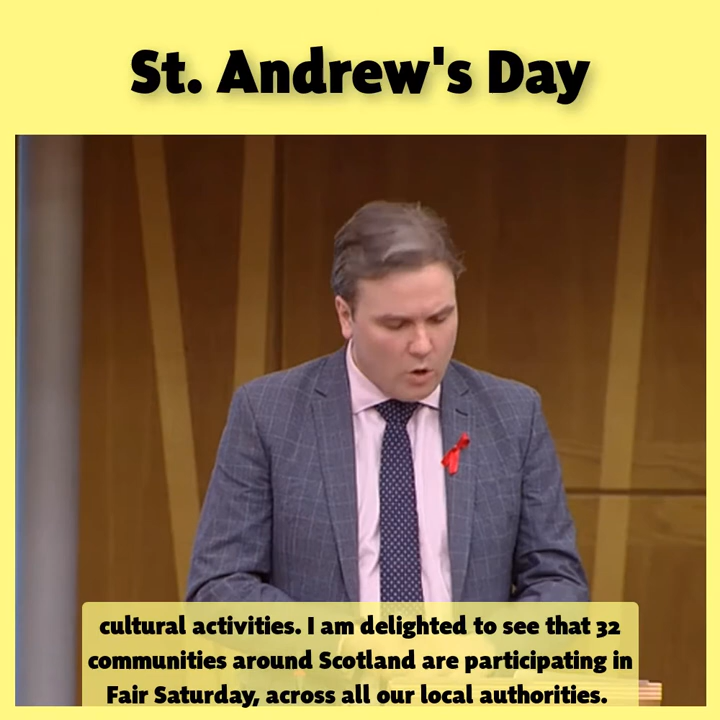 St. Andrew's Day
cultural activities. I am delighted to see that 32
communities around Scotland are participating in
Fair Saturday, across all our local authorities.